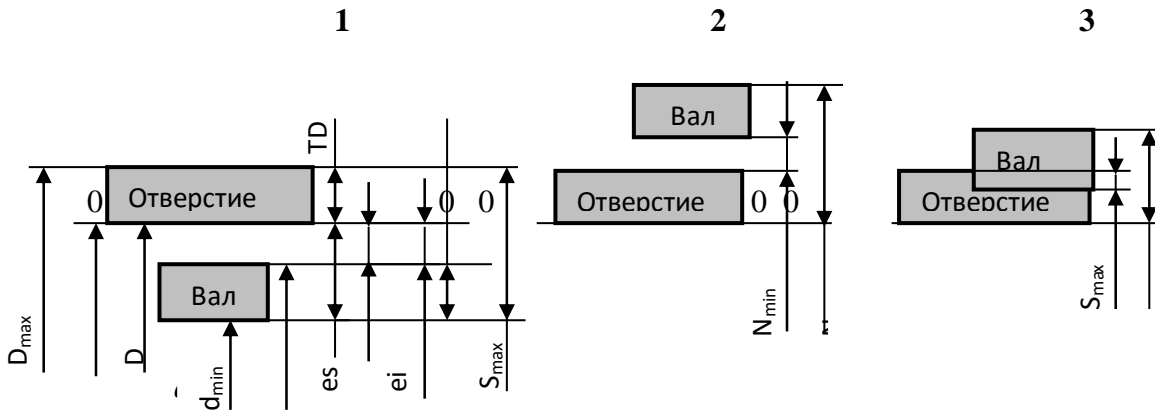 1
2
3
TD
Вал
Вал
Отверстие
0
0 0
Отверстие
0 0
Отверстие
Вал
Dmax
D
dmin
es
ei
Smax
Nmin
Smax